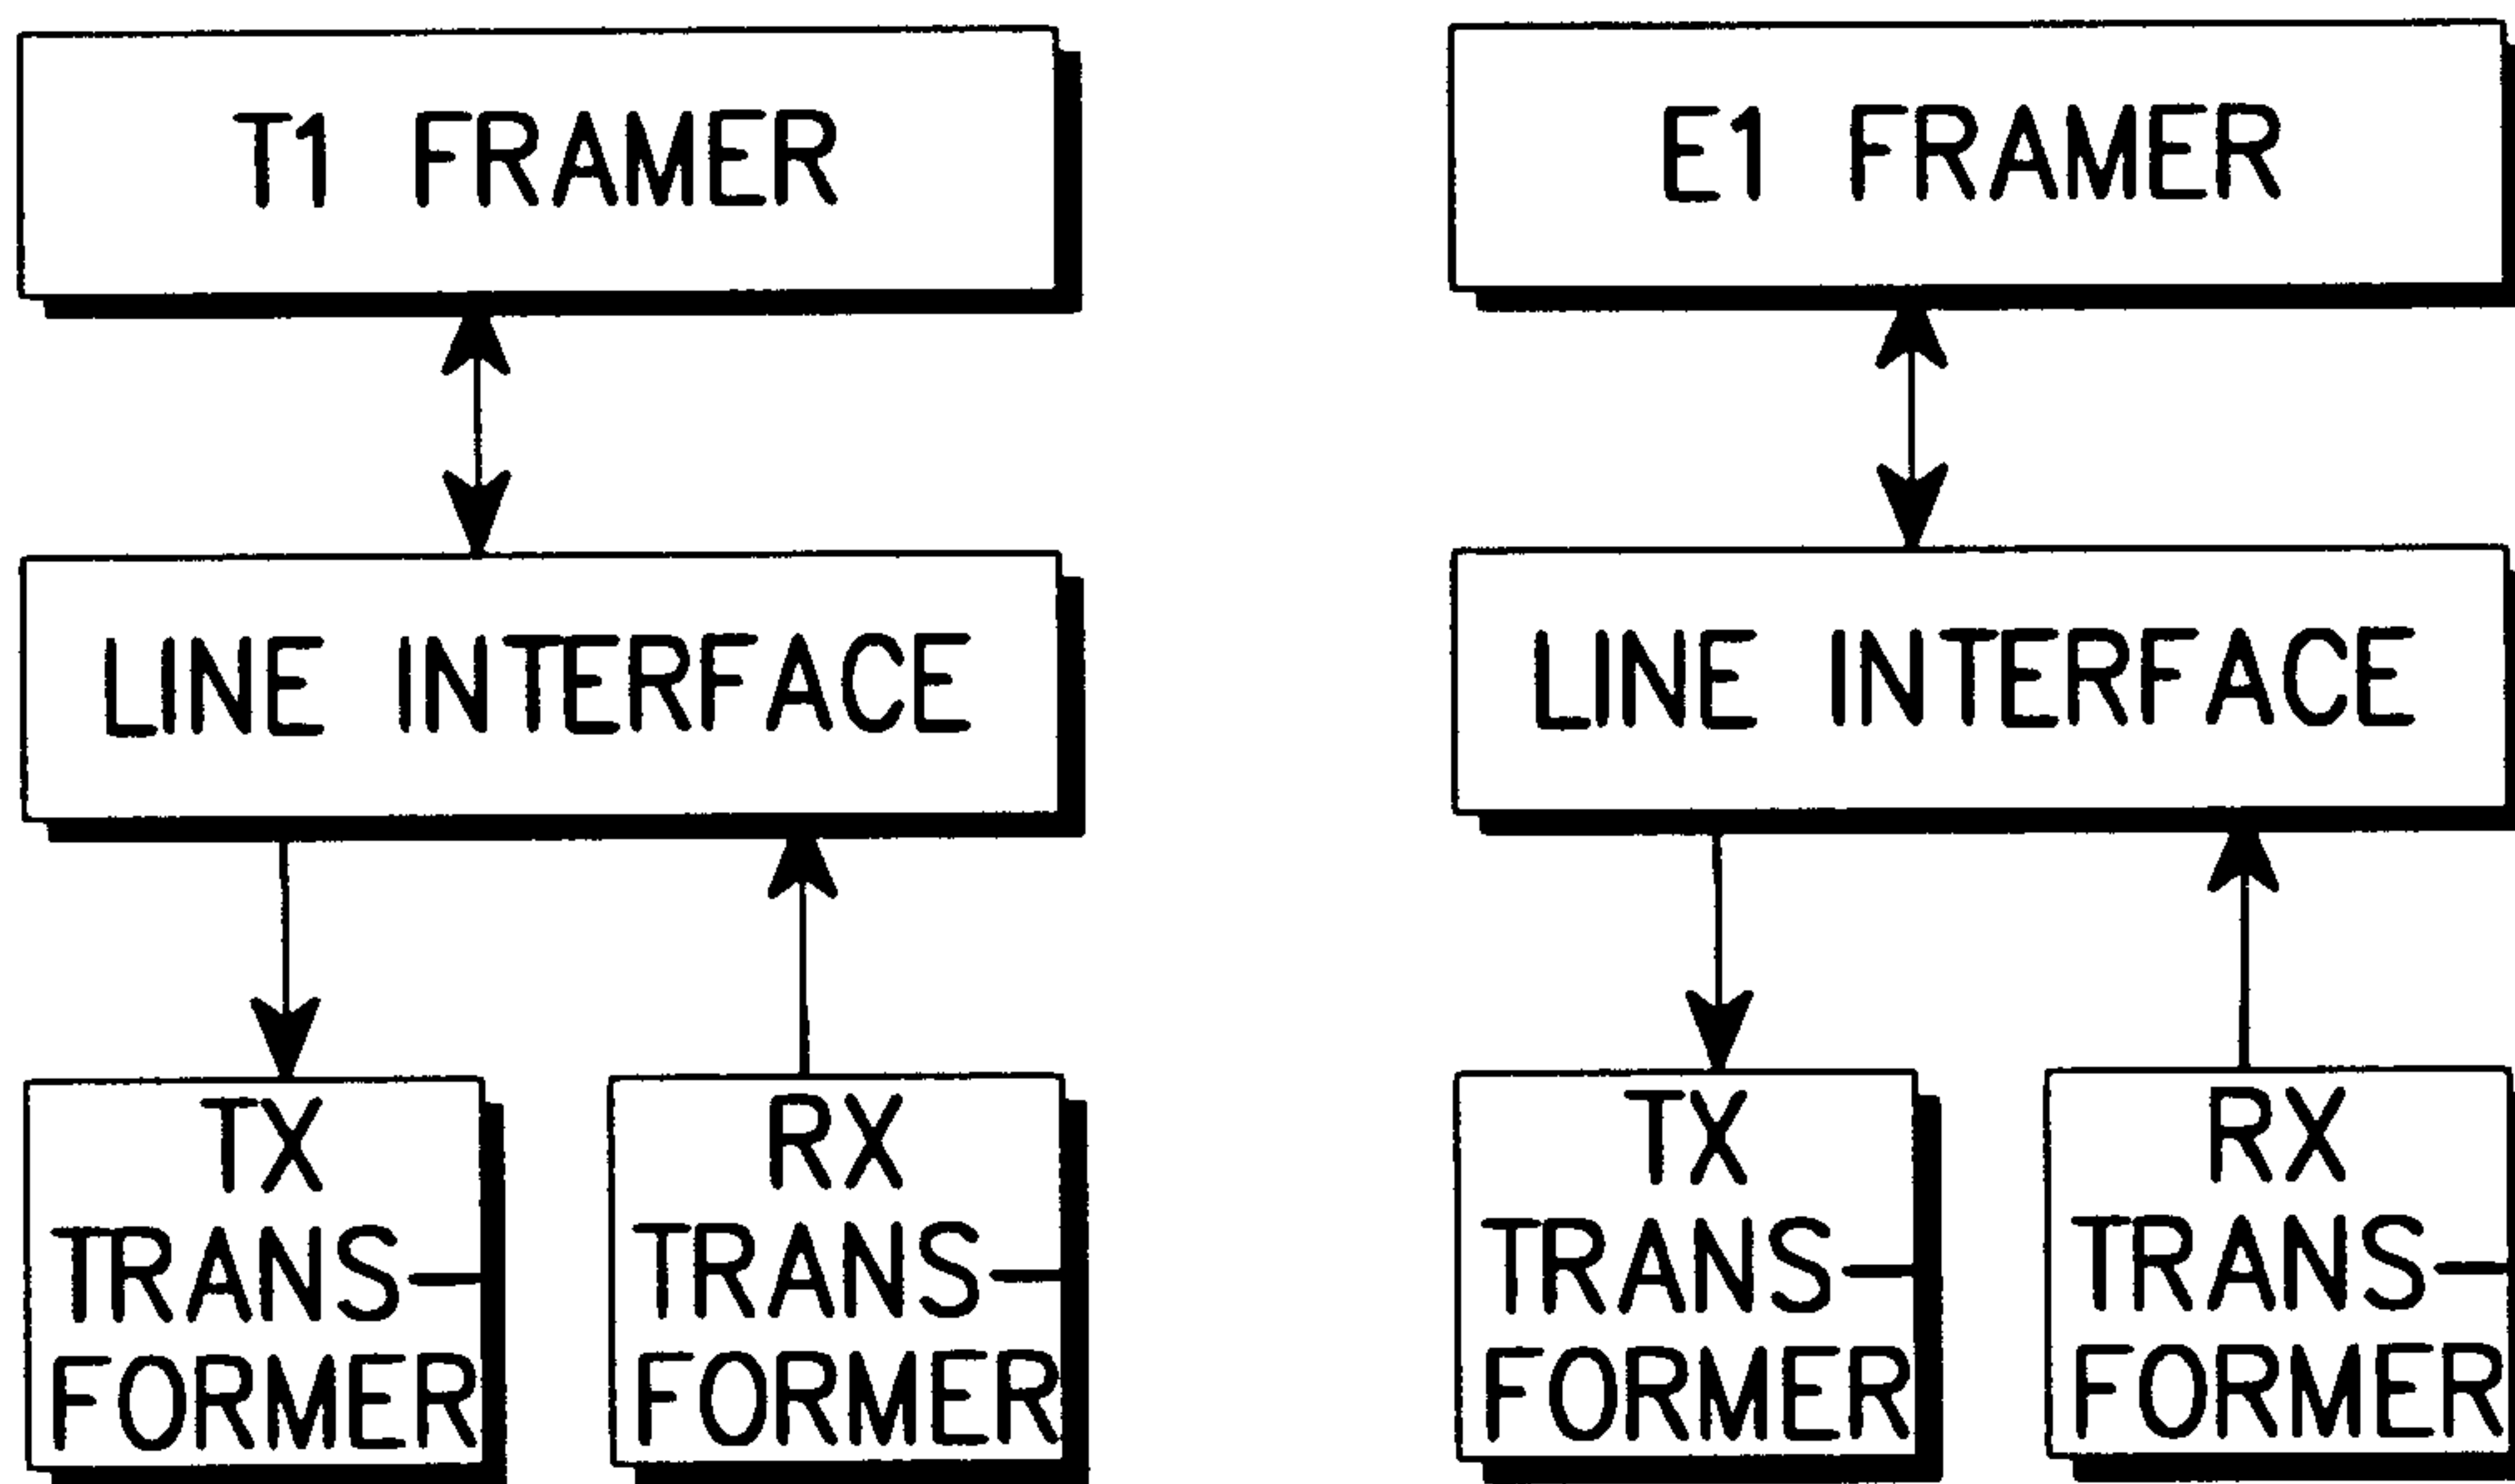 T1 FRAMER
E1 FRAMER
LINE INTERFACE
LINE INTERFACE
TX
TRANS-
FORMER
RX
TRANS-
FORMER
TX
TRANS-
FORMER
RX
TRANS-
FORMER